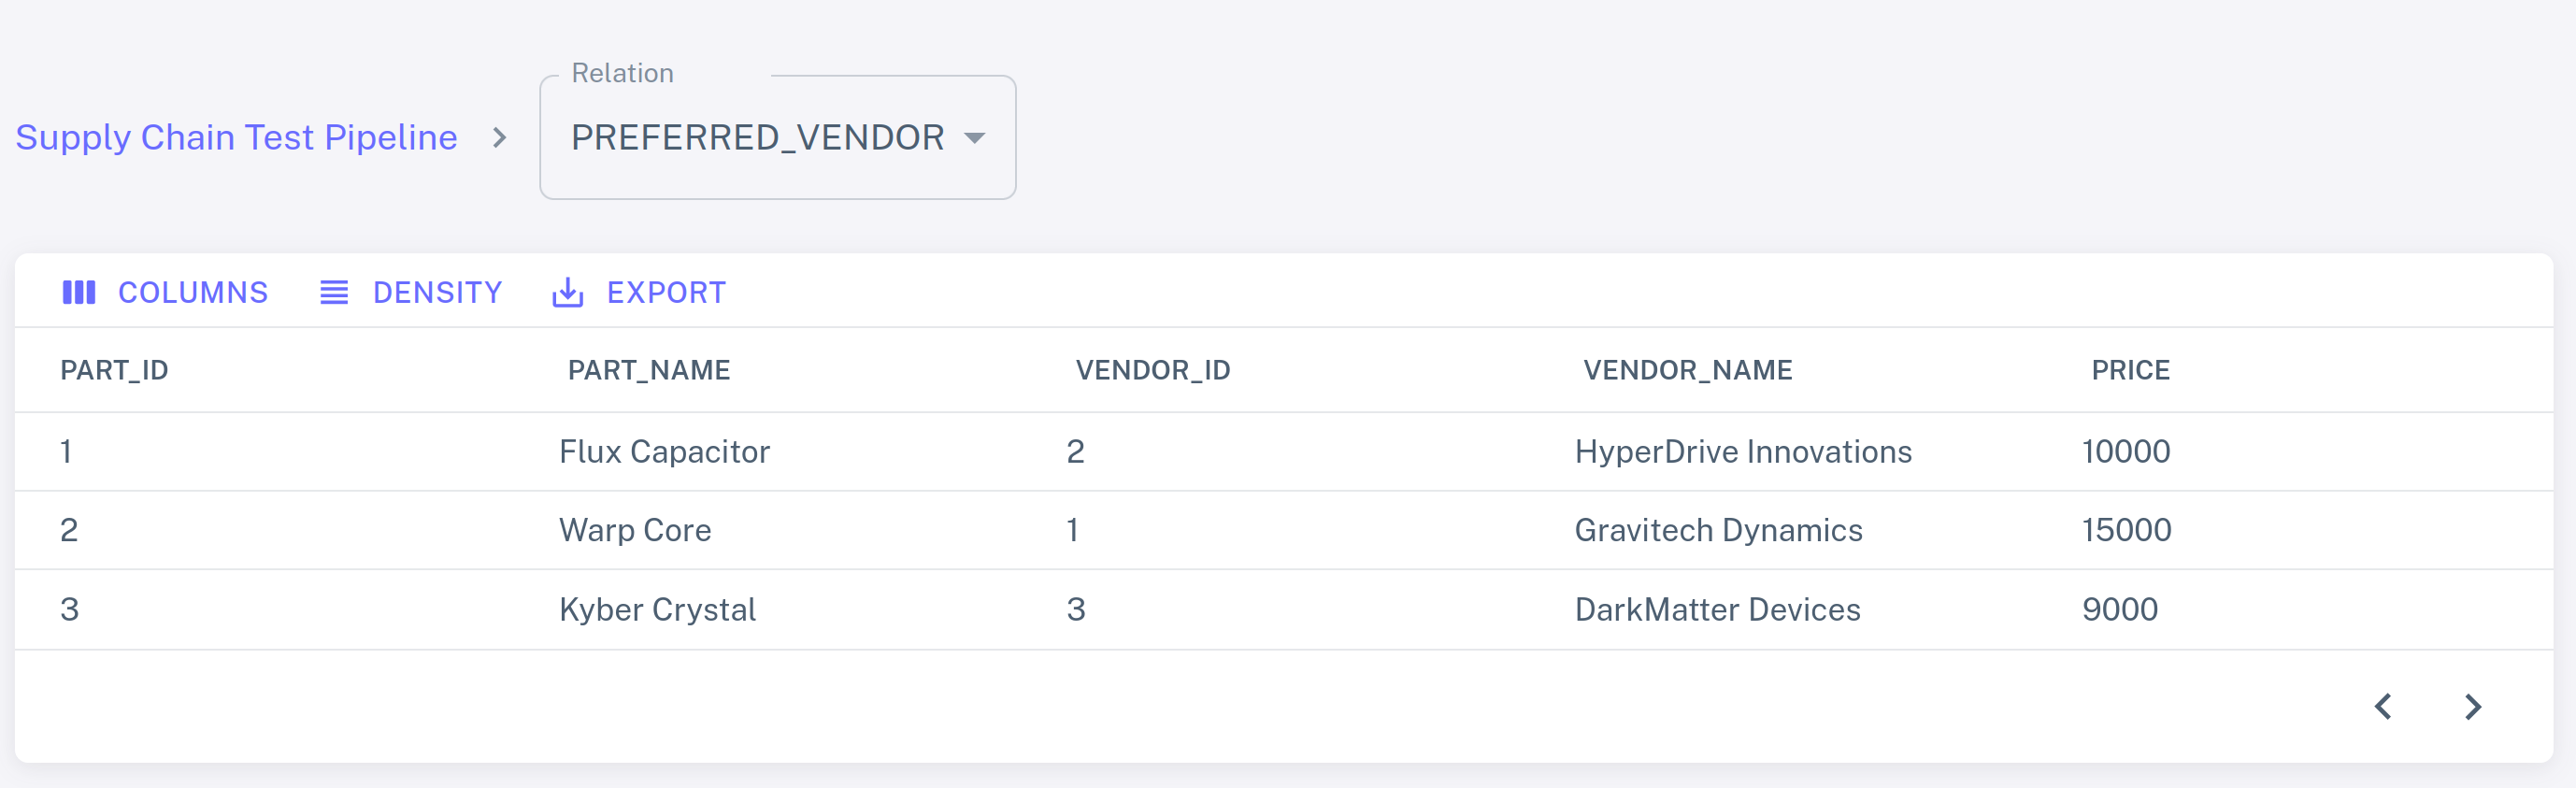 Relation
Supply Chain Test Pipeline PREFERRED_VENDOR
COLUMNS DENSITY EXPORT
PART_ID PART_NAME VENDOR_ID VENDOR_NAME PRICE
1 Flux Capacitor 2 HyperDrive Innovations 10000
2 Warp Core 1 Gravitech Dynamics 15000
3 Kyber Crystal 3 DarkMatter Devices 9000